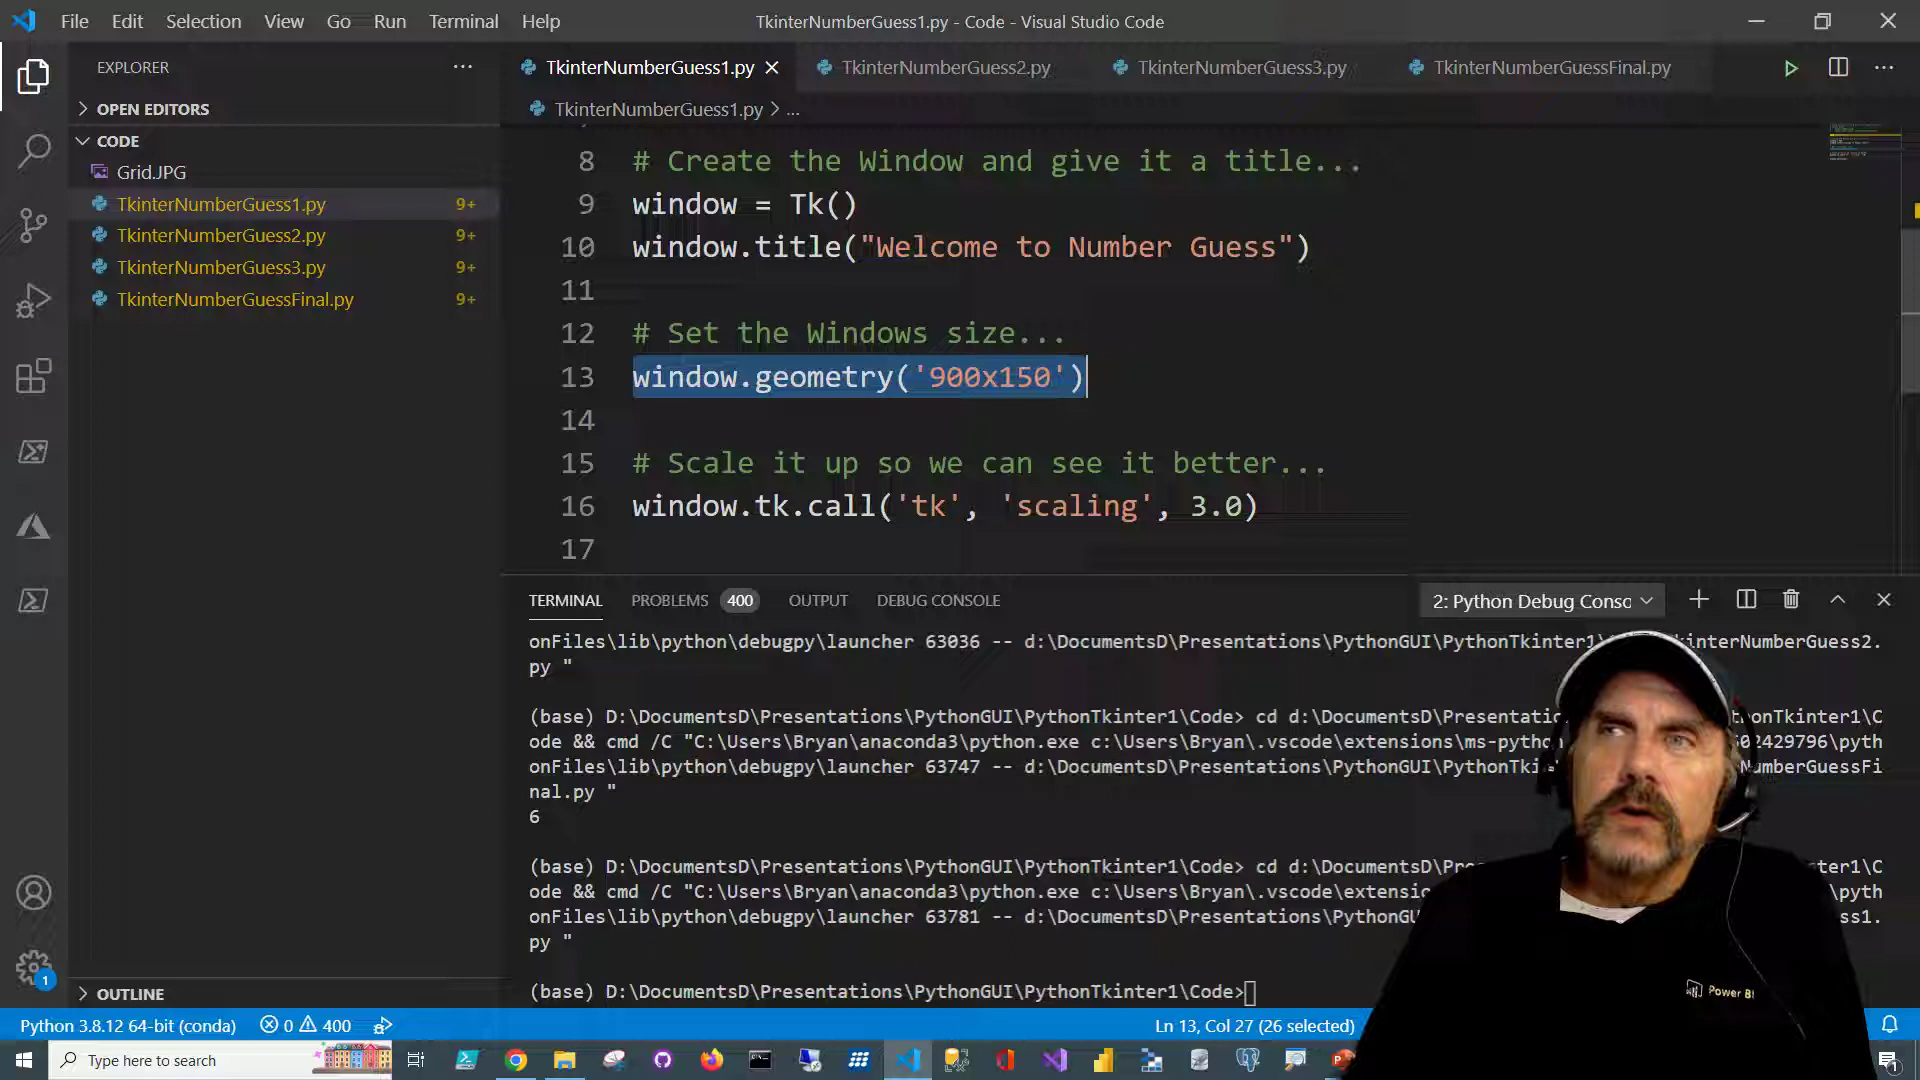 File Edit Selection View Go Run Terminal Help
TkinterNumberGuess1.py - Code - Visual Studio Code
EXPLORER
OPEN EDITORS
CODE
Grid.JPG
TkinterNumberGuess1.py 9+
TkinterNumberGuess2.py 9+
TkinterNumberGuess3.py 9+
TkinterNumberGuessFinal.py 9+
OUTLINE
TkinterNumberGuess1.py TkinterNumberGuess2.py TkinterNumberGuess3.py TkinterNumberGuessFinal.py
TkinterNumberGuess1.py > ...
8 # Create the Window and give it a title...
9 window = Tk()
10 window.title("Welcome to Number Guess")
11
12 # Set the Windows size...
13 window.geometry('900x150')
14
15 # Scale it up so we can see it better...
16 window.tk.call('tk', 'scaling', 3.0)
17
TERMINAL PROBLEMS 400 OUTPUT DEBUG CONSOLE 2: Python Debug Conso
onFiles\lib\python\debugpy\launcher 63036 -- d:\DocumentsD\Presentations\PythonGUI\PythonTkinter1\ kinterNumberGuess2.
py "
(base) D:\DocumentsD\Presentations\PythonGUI\PythonTkinter1\Code> cd d:\DocumentsD\Presentatio thonTkinter1\C
ode && cmd /C "C:\Users\Bryan\anaconda3\python.exe c:\Users\Bryan\.vscode\extensions\ms-python 502429796\pyth
onFiles\lib\python\debugpy\launcher 63747 -- d:\DocumentsD\Presentations\PythonGUI\PythonTki NumberGuessFi
nal.py "
6
(base) D:\DocumentsD\Presentations\PythonGUI\PythonTkinter1\Code> cd d:\DocumentsD\Pres ter1\C
ode && cmd /C "C:\Users\Bryan\anaconda3\python.exe c:\Users\Bryan\.vscode\extensio \pyth
onFiles\lib\python\debugpy\launcher 63781 -- d:\DocumentsD\Presentations\PythonGU ss1.
py "
(base) D:\DocumentsD\Presentations\PythonGUI\PythonTkinter1\Code>
Power BI
Python 3.8.12 64-bit (conda) 0 400 Ln 13, Col 27 (26 selected)
1
Type here to search
1